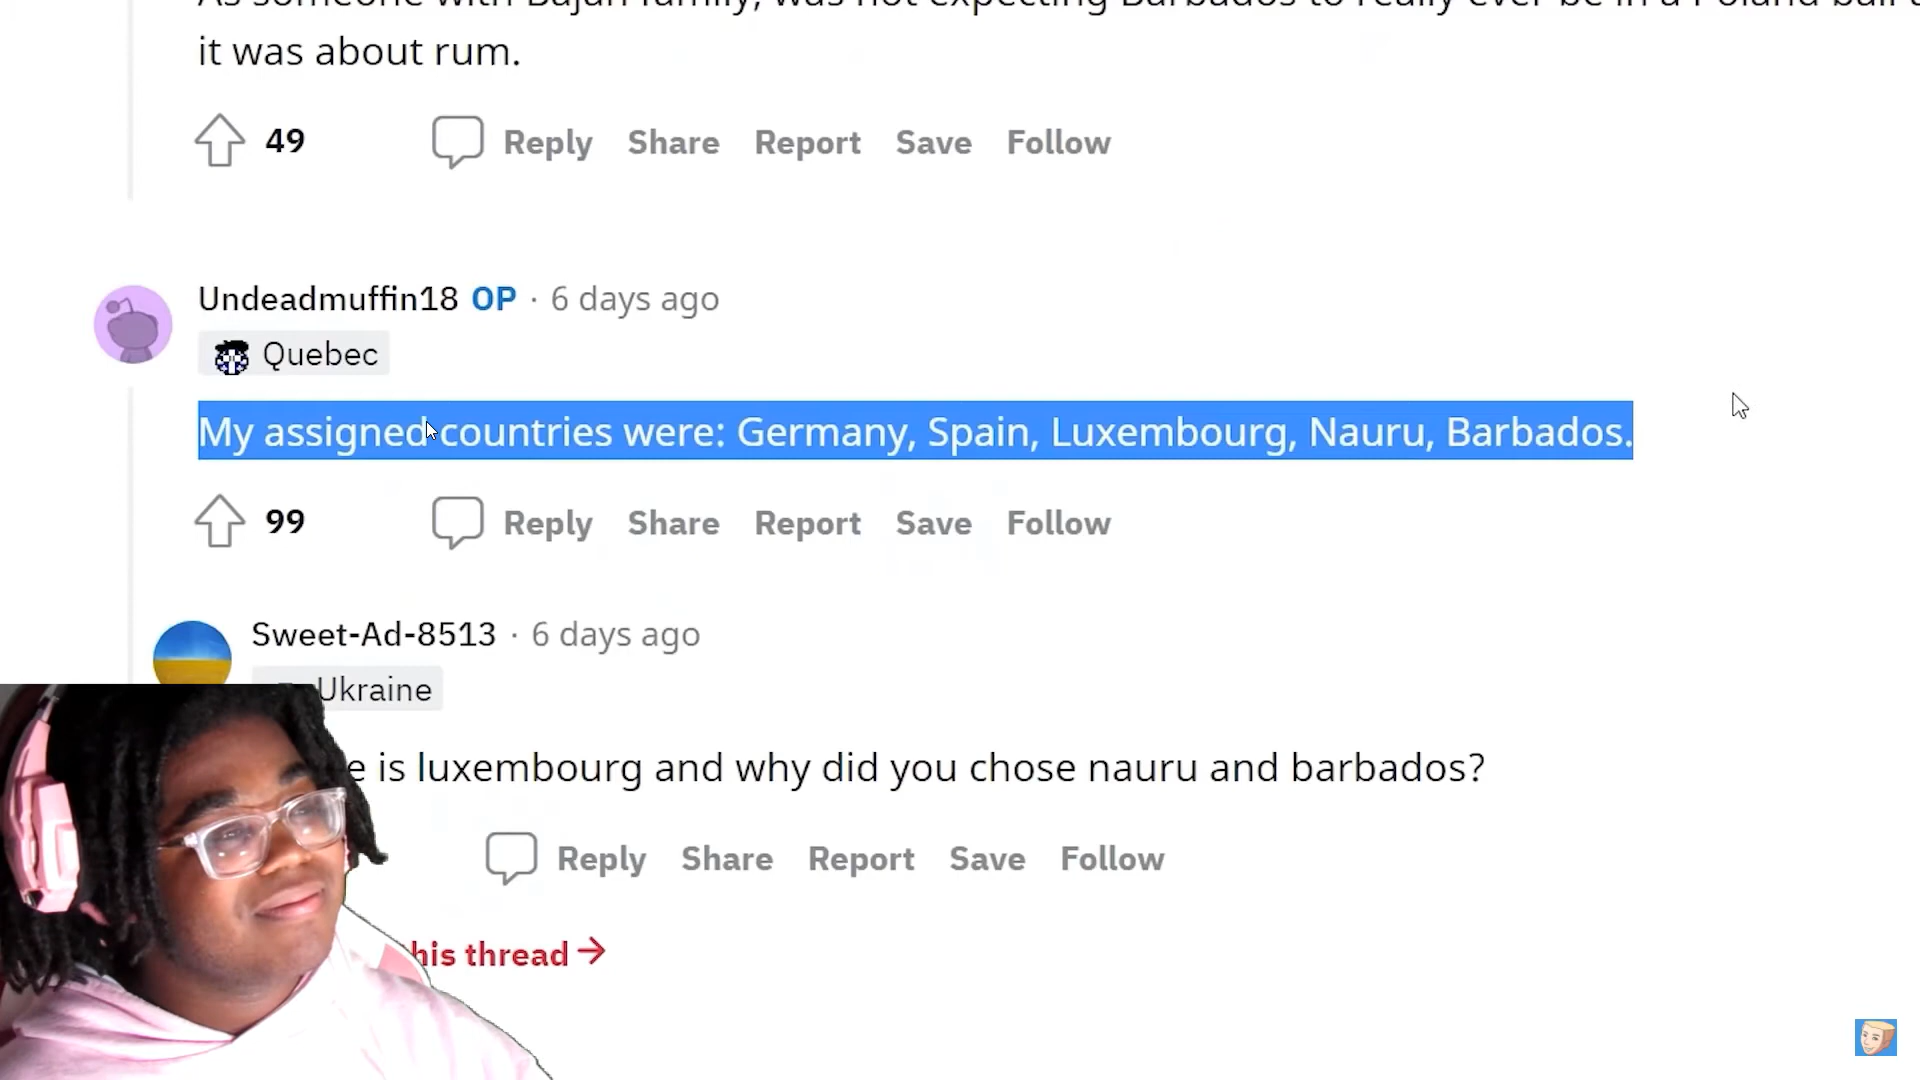 it was about rum.
49 Reply Share Report Save Follow
Undeadmuffin18 OP · 6 days ago
Quebec
My assigned countries were: Germany, Spain, Luxembourg, Nauru, Barbados.
99 Reply Share Report Save Follow
Sweet-Ad-8513 · 6 days ago
Ukraine
is luxembourg and why did you chose nauru and barbados?
Reply Share Report Save Follow
thread →